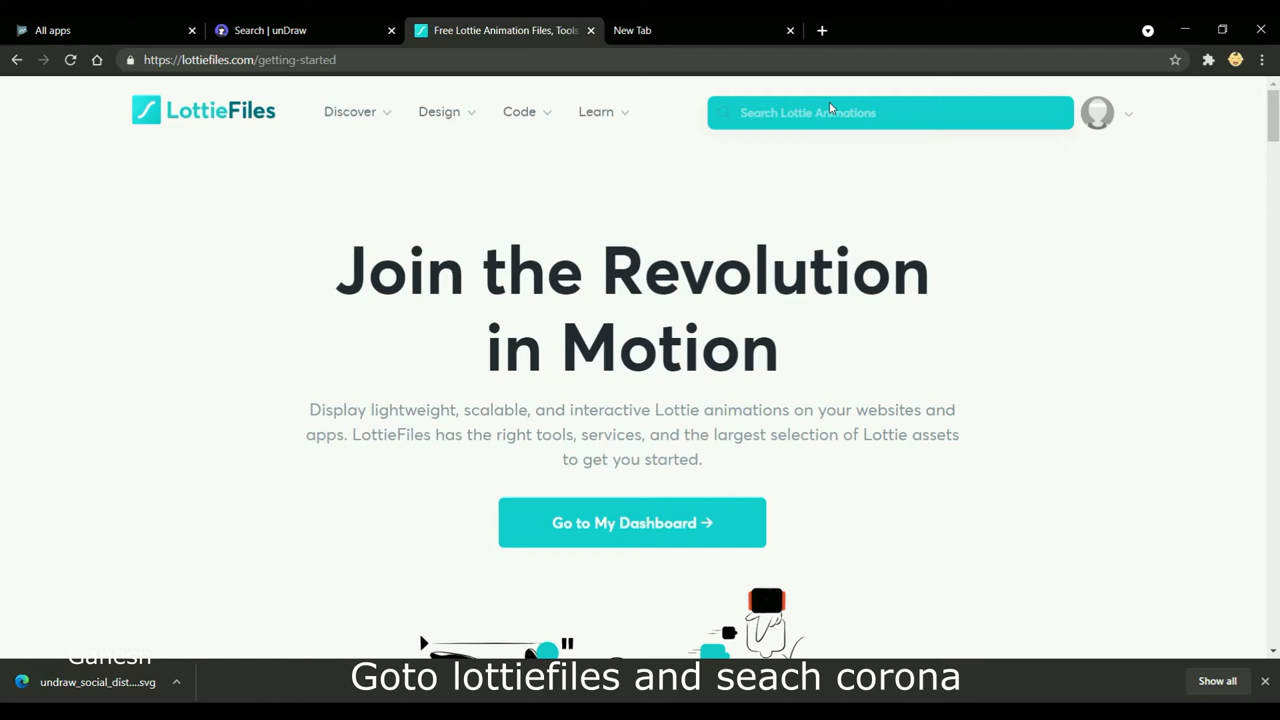 All apps
Search | unDraw
Free Lottie Animation Files, Tools
New Tab
https://lottiefiles.com/getting-started
LottieFiles
Discover
Design
Code
Learn
Search Lottie Animations
Join the Revolution
in Motion
Display lightweight, scalable, and interactive Lottie animations on your websites and
apps. LottieFiles has the right tools, services, and the largest selection of Lottie assets
to get you started.
Go to My Dashboard →
Ganesh
undraw_social_dist....svg
Goto lottiefiles and seach corona
Show all